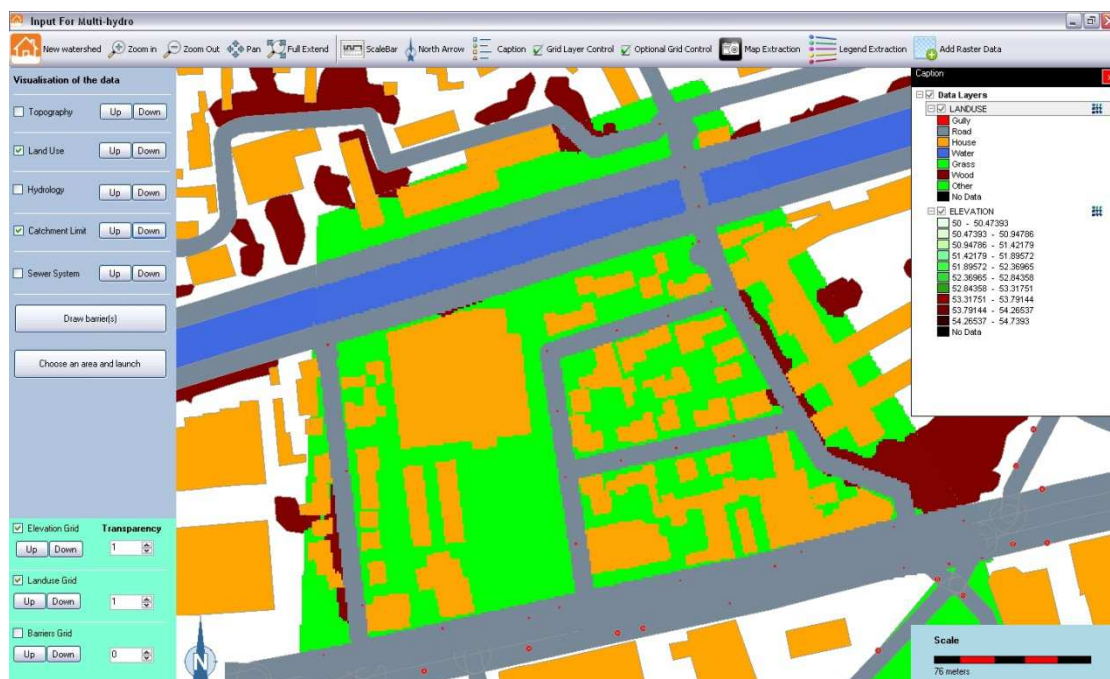 Input For Multi-hydro
New watershed Zoom in Zoom Out Pan Full Extend ScaleBar North Arrow Caption Grid Layer Control Optional Grid Control Map Extraction Legend Extraction Add Raster Data
Visualisation of the data
Topography Up Down
Land Use Up Down
Hydrology Up Down
Catchment Limit Up Down
Sewer System Up Down
Draw barrier(s)
Choose an area and launch
Elevation Grid Transparency
Up Down 1
Landuse Grid
Up Down 1
Barriers Grid
Up Down 0
N
Caption
Data Layers
LANDUSE
Gully
Road
House
Water
Grass
Wood
Other
No Data
ELEVATION
50 - 50.47393
50.47393 - 50.94786
50.94786 - 51.42179
51.42179 - 51.89572
51.89572 - 52.36965
52.36965 - 52.84358
52.84358 - 53.31751
53.31751 - 53.79144
53.79144 - 54.26537
54.26537 - 54.7393
No Data
Scale
76 meters